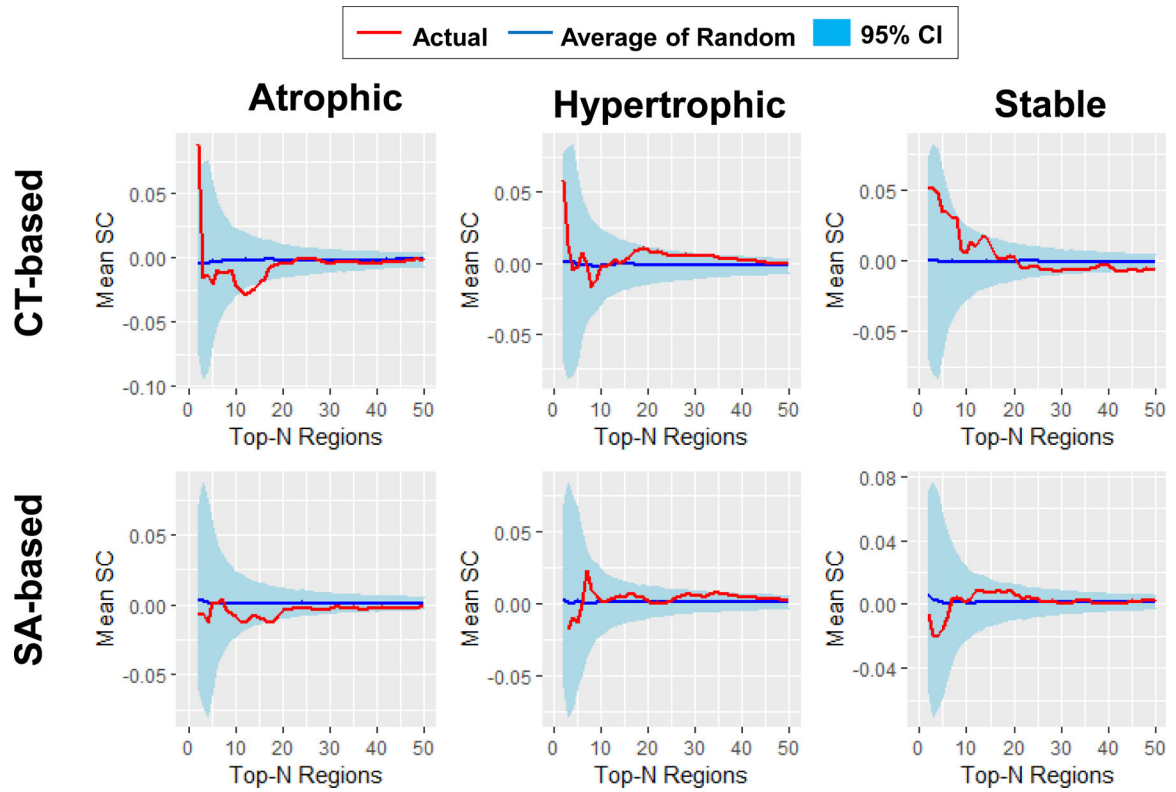 Actual Average of Random 95% CI
Atrophic Hypertrophic Stable
CT-based
Mean SC
0.05
0.00
-0.05
-0.10
0 10 20 30 40 50
Top-N Regions
Mean SC
0.05
0.00
-0.05
0 10 20 30 40 50
Top-N Regions
Mean SC
0.05
0.00
-0.05
0 10 20 30 40 50
Top-N Regions
SA-based
Mean SC
0.05
0.00
-0.05
0 10 20 30 40 50
Top-N Regions
Mean SC
0.05
0.00
-0.05
0 10 20 30 40 50
Top-N Regions
Mean SC
0.08
0.04
0.00
-0.04
0 10 20 30 40 50
Top-N Regions